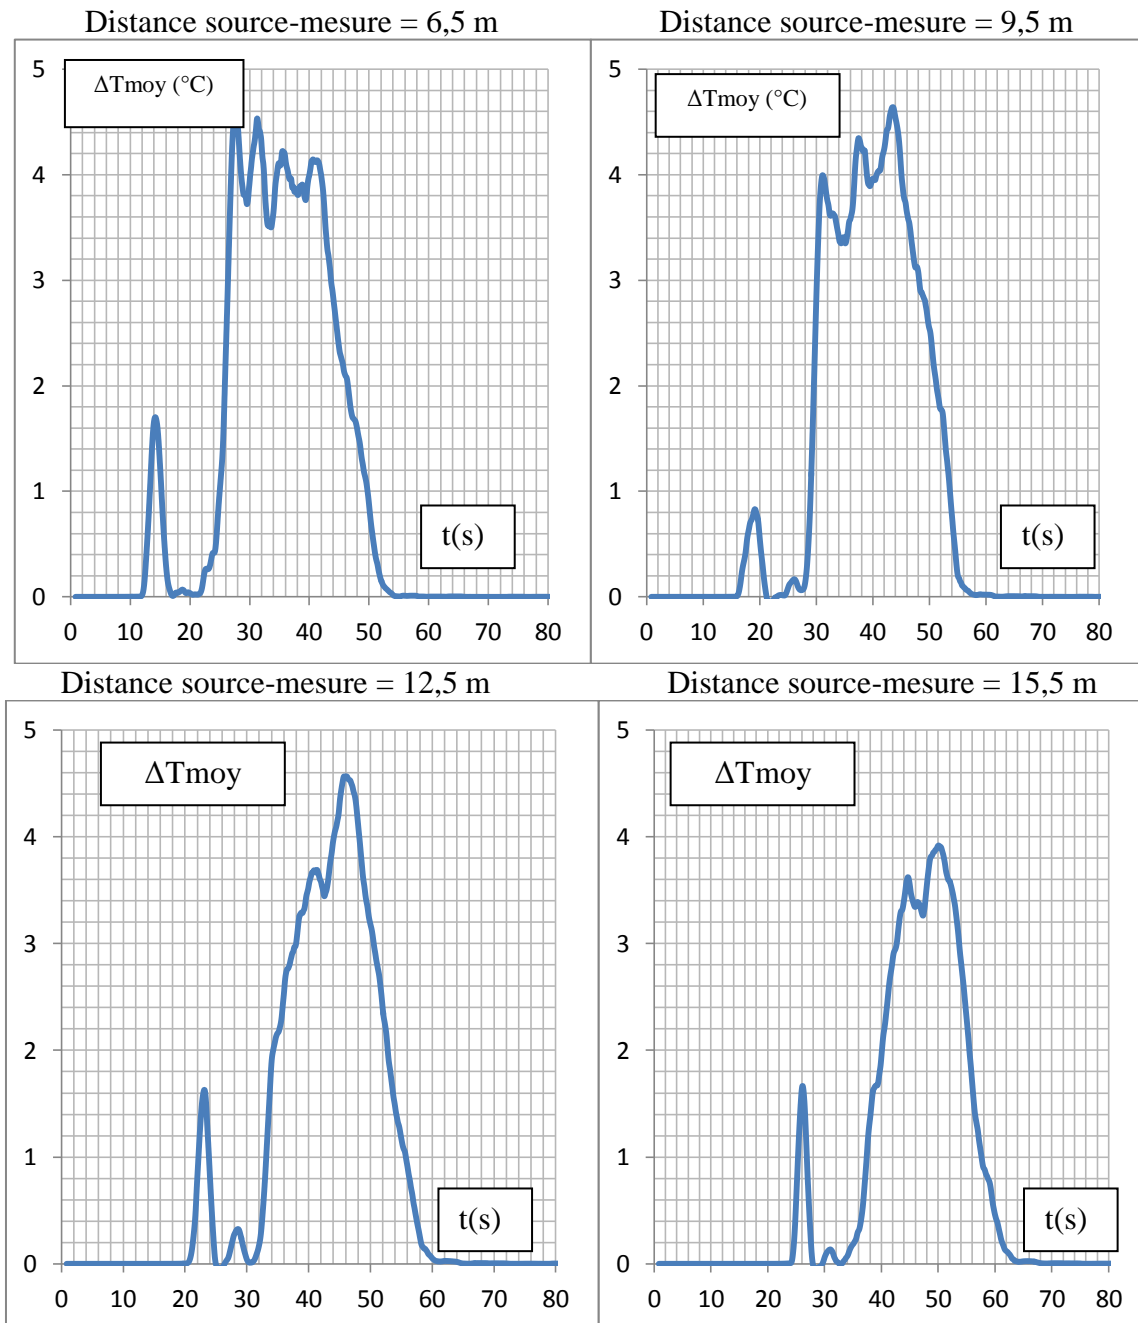 Distance source-mesure = 6,5 m
Distance source-mesure = 9,5 m
5
ΔTmoy (°C)
4
3
2
1
t(s)
0
0 10 20 30 40 50 60 70 80
5
ΔTmoy (°C)
4
3
2
1
t(s)
0
0 10 20 30 40 50 60 70 80
Distance source-mesure = 12,5 m
Distance source-mesure = 15,5 m
5
ΔTmoy
4
3
2
1
t(s)
0
0 10 20 30 40 50 60 70 80
5
ΔTmoy
4
3
2
1
t(s)
0
0 10 20 30 40 50 60 70 80